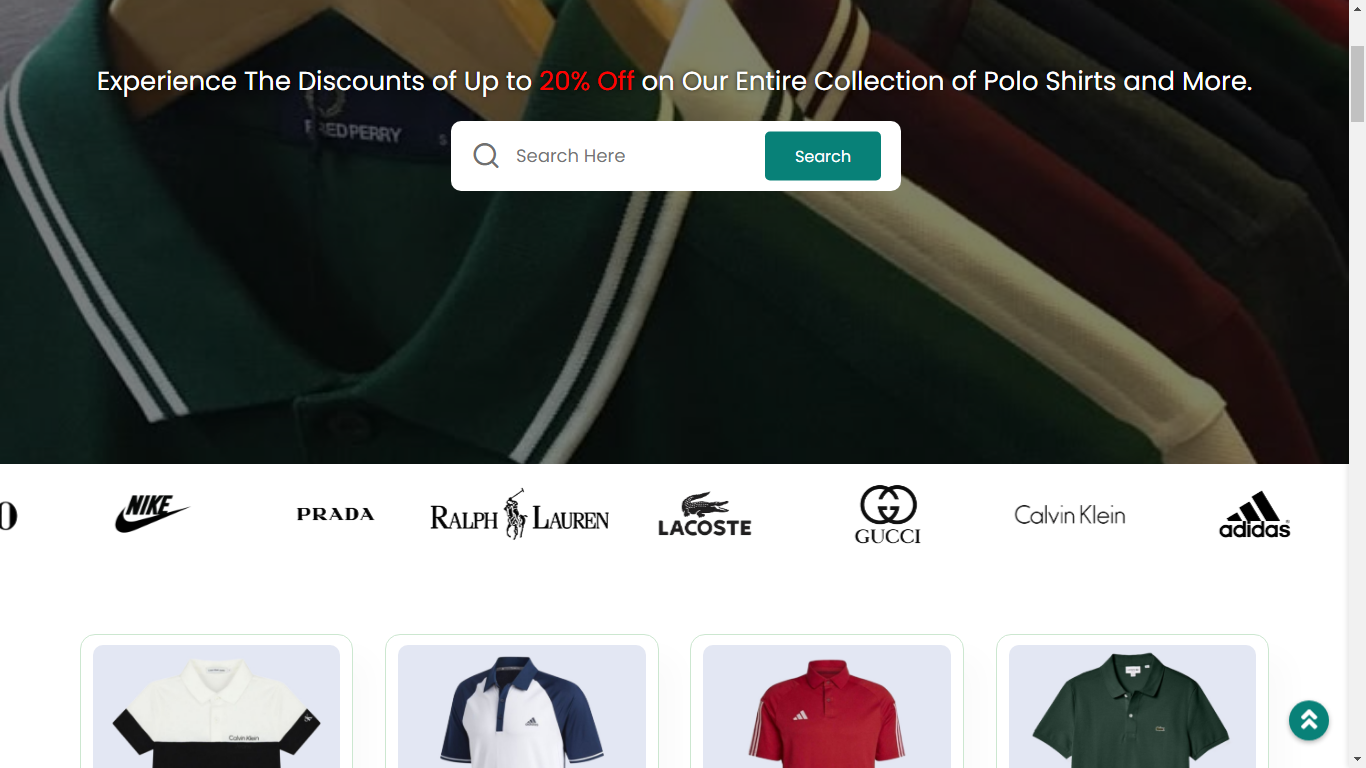 Experience The Discounts of Up to 20% Off on Our Entire Collection of Polo Shirts and More.
FRED PERRY S
Search Here Search
NIKE PRADA RALPH LAUREN LACOSTE GUCCI Calvin Klein adidas
Calvin Klein adidas